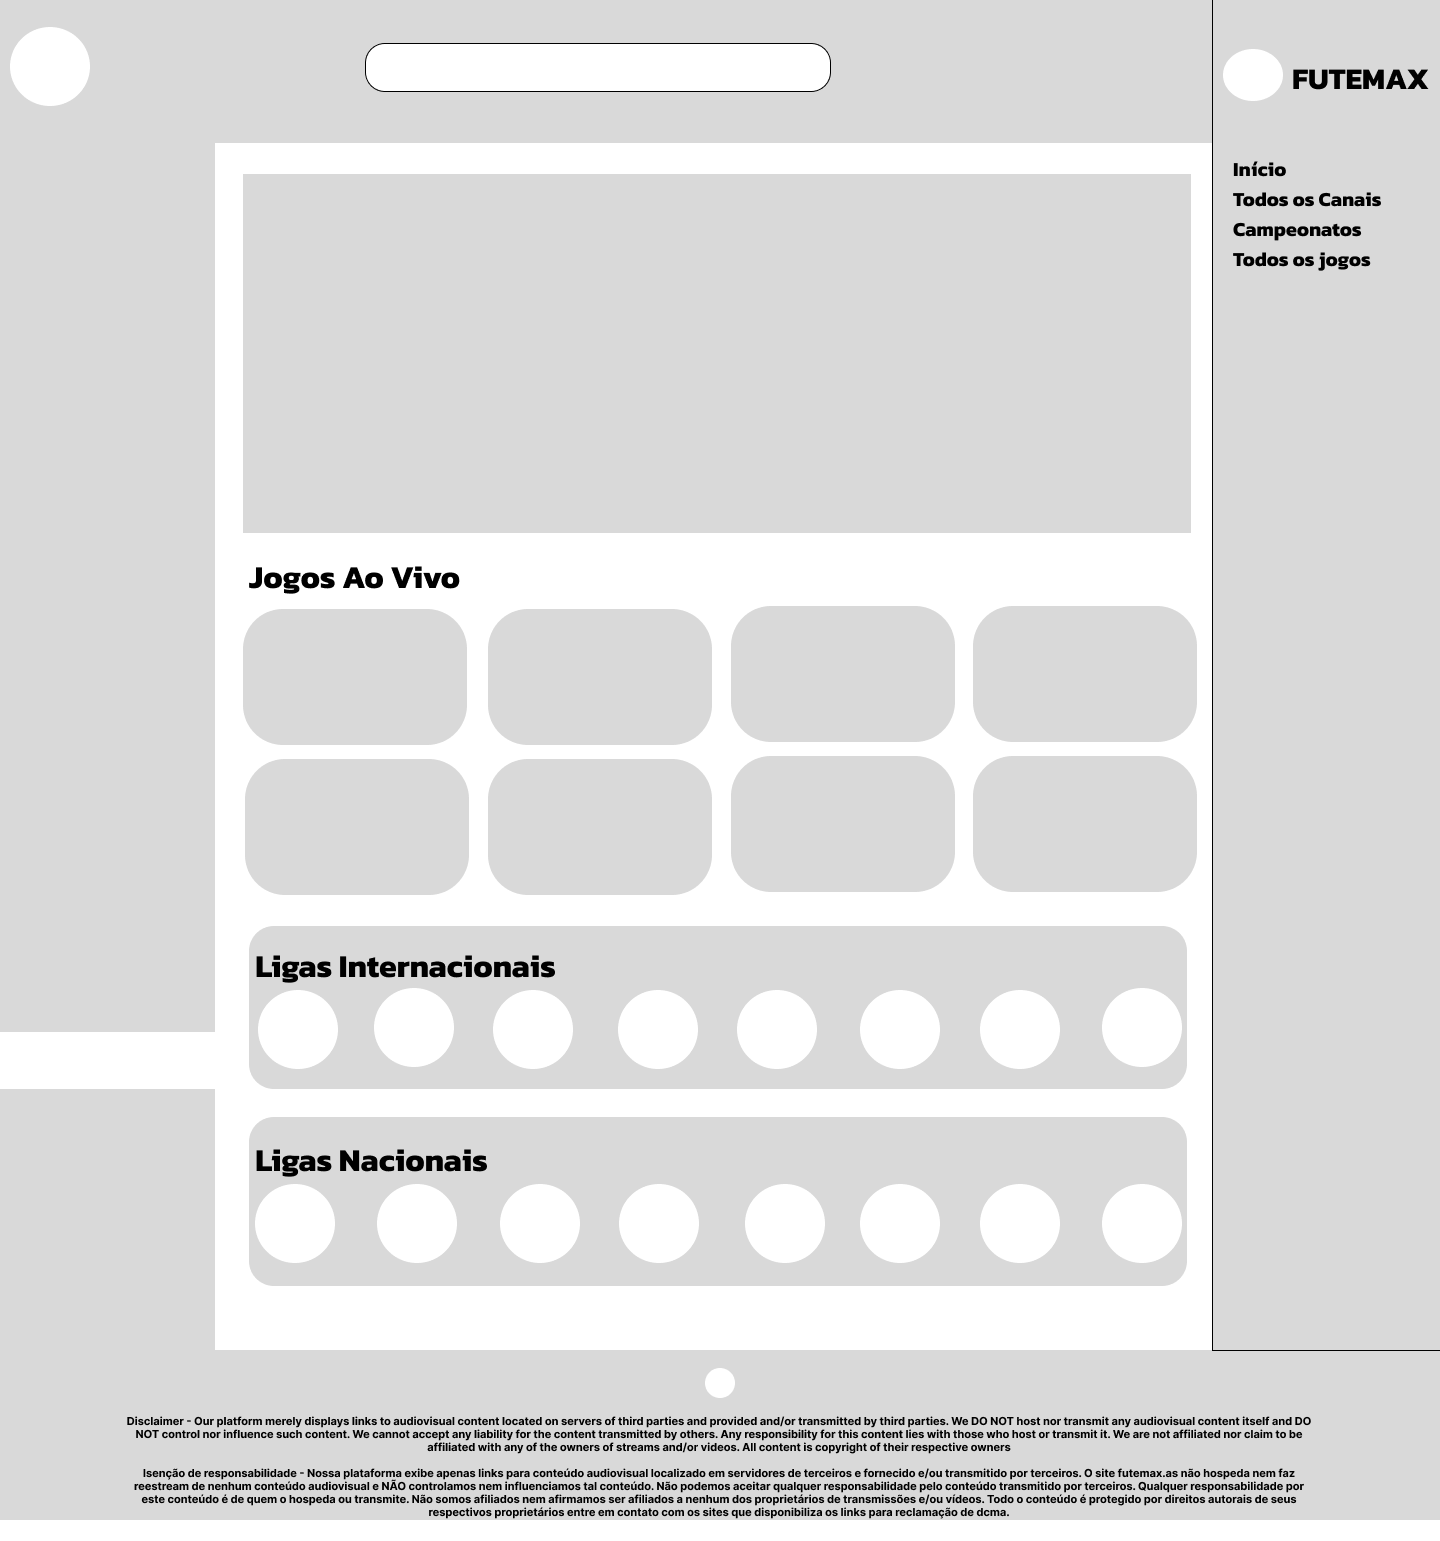 FUTEMAX
Início
Todos os Canais
Campeonatos
Todos os jogos
Jogos Ao Vivo
Ligas Internacionais
Ligas Nacionais
Disclaimer - Our platform merely displays links to audiovisual content located on servers of third parties and provided and/or transmitted by third parties. We DO NOT host nor transmit any audiovisual content itself and DO
NOT control nor influence such content. We cannot accept any liability for the content transmitted by others. Any responsibility for this content lies with those who host or transmit it. We are not affiliated nor claim to be
affiliated with any of the owners of streams and/or videos. All content is copyright of their respective owners
Isenção de responsabilidade - Nossa plataforma exibe apenas links para conteúdo audiovisual localizado em servidores de terceiros e fornecido e/ou transmitido por terceiros. O site futemax.as não hospeda nem faz
reestream de nenhum conteúdo audiovisual e NÃO controlamos nem influenciamos tal conteúdo. Não podemos aceitar qualquer responsabilidade pelo conteúdo transmitido por terceiros. Qualquer responsabilidade por
este conteúdo é de quem o hospeda ou transmite. Não somos afiliados nem afirmamos ser afiliados a nenhum dos proprietários de transmissões e/ou vídeos. Todo o conteúdo é protegido por direitos autorais de seus
respectivos proprietários entre em contato com os sites que disponibiliza os links para reclamação de dcma.